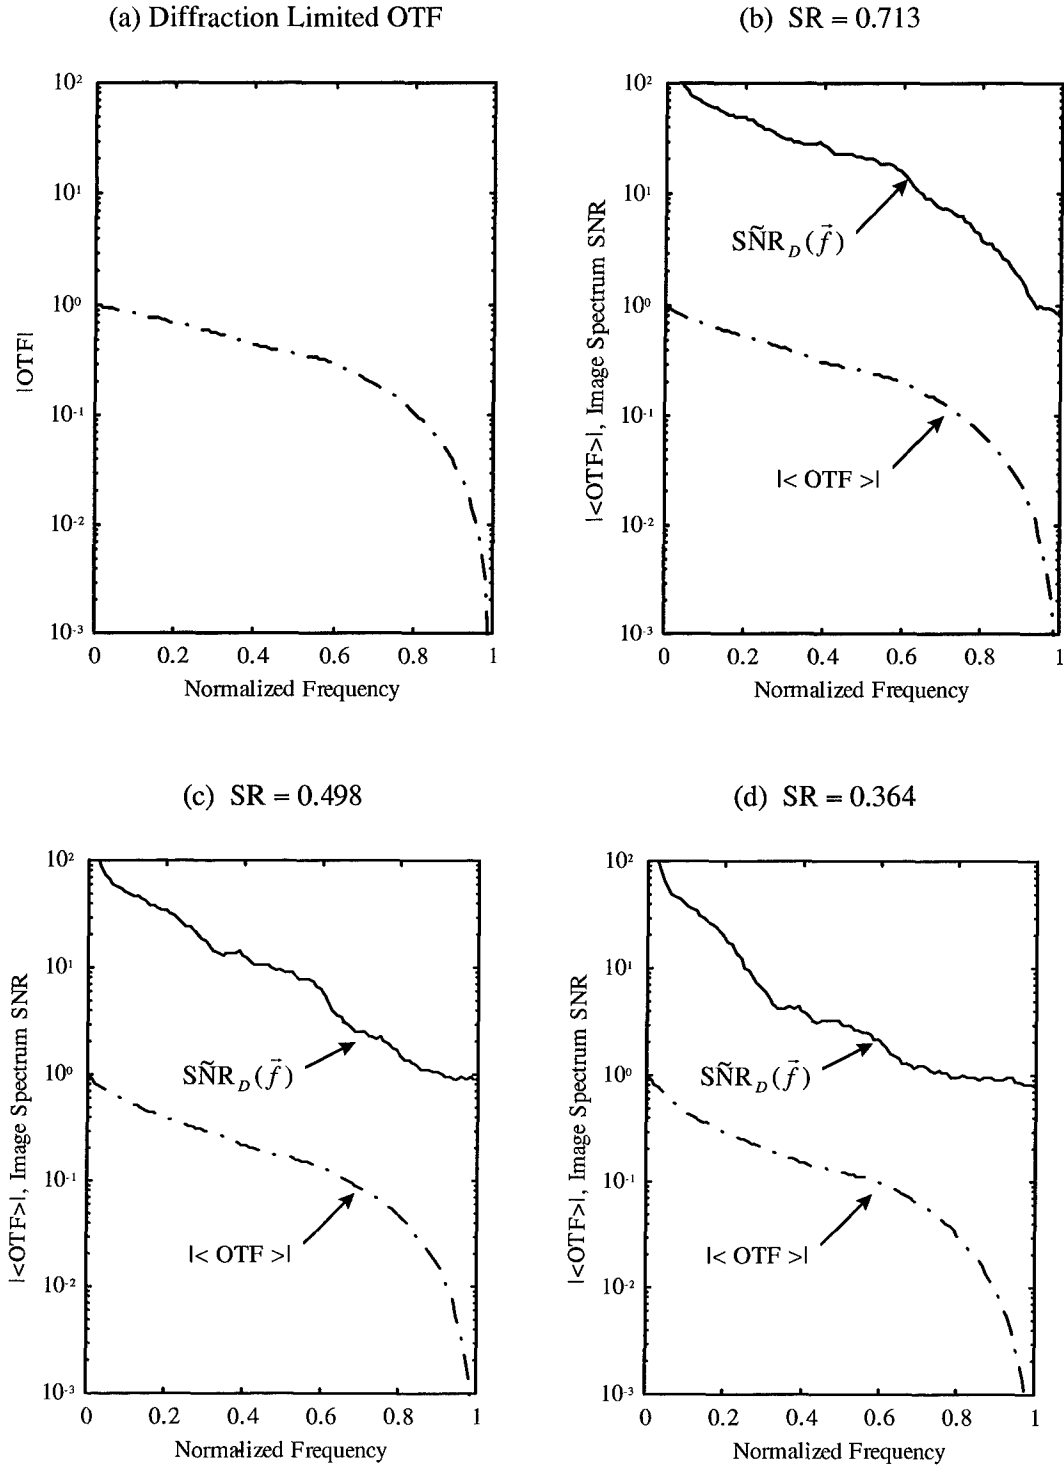 (a) Diffraction Limited OTF
10²
10¹
10⁰
10⁻¹
10⁻²
10⁻³
|OTF|
0 0.2 0.4 0.6 0.8 1
Normalized Frequency
(b) SR = 0.713
10²
10¹
10⁰
10⁻¹
10⁻²
10⁻³
|<OTF>|, Image Spectrum SNR
SÑR_D(f⃗)
|< OTF >|
0 0.2 0.4 0.6 0.8 1
Normalized Frequency
(c) SR = 0.498
10²
10¹
10⁰
10⁻¹
10⁻²
10⁻³
|<OTF>|, Image Spectrum SNR
SÑR_D(f⃗)
|< OTF >|
0 0.2 0.4 0.6 0.8 1
Normalized Frequency
(d) SR = 0.364
10²
10¹
10⁰
10⁻¹
10⁻²
10⁻³
|<OTF>|, Image Spectrum SNR
SÑR_D(f⃗)
|< OTF >|
0 0.2 0.4 0.6 0.8 1
Normalized Frequency